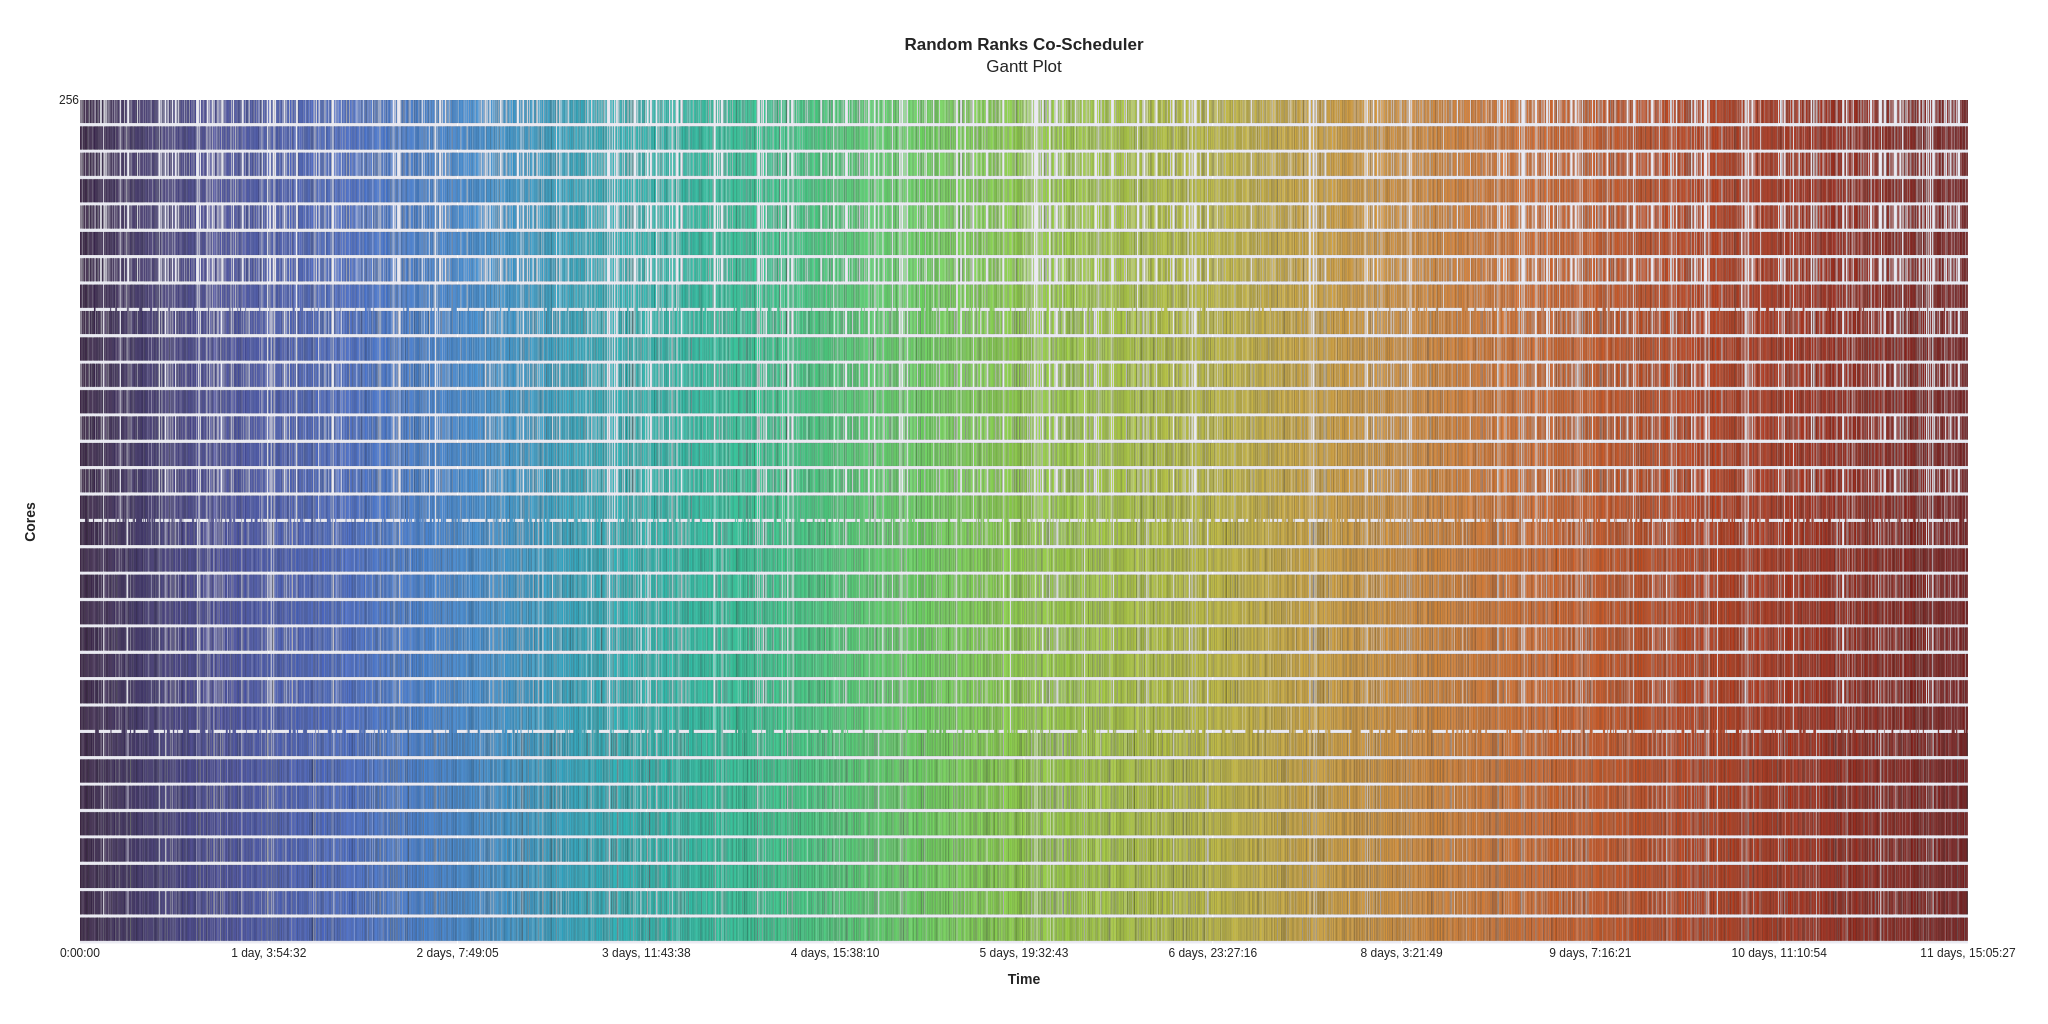 Random Ranks Co-Scheduler
Gantt Plot
256
Cores
0:00:00
1 day, 3:54:32
2 days, 7:49:05
3 days, 11:43:38
4 days, 15:38:10
5 days, 19:32:43
6 days, 23:27:16
8 days, 3:21:49
9 days, 7:16:21
10 days, 11:10:54
11 days, 15:05:27
Time